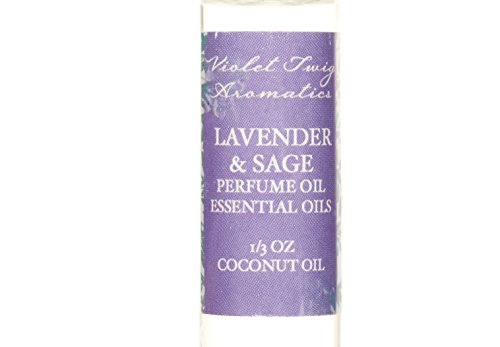 Violet Twig
Aromatics
LAVENDER
& SAGE
PERFUME OIL
ESSENTIAL OILS
1/3 OZ
COCONUT OIL